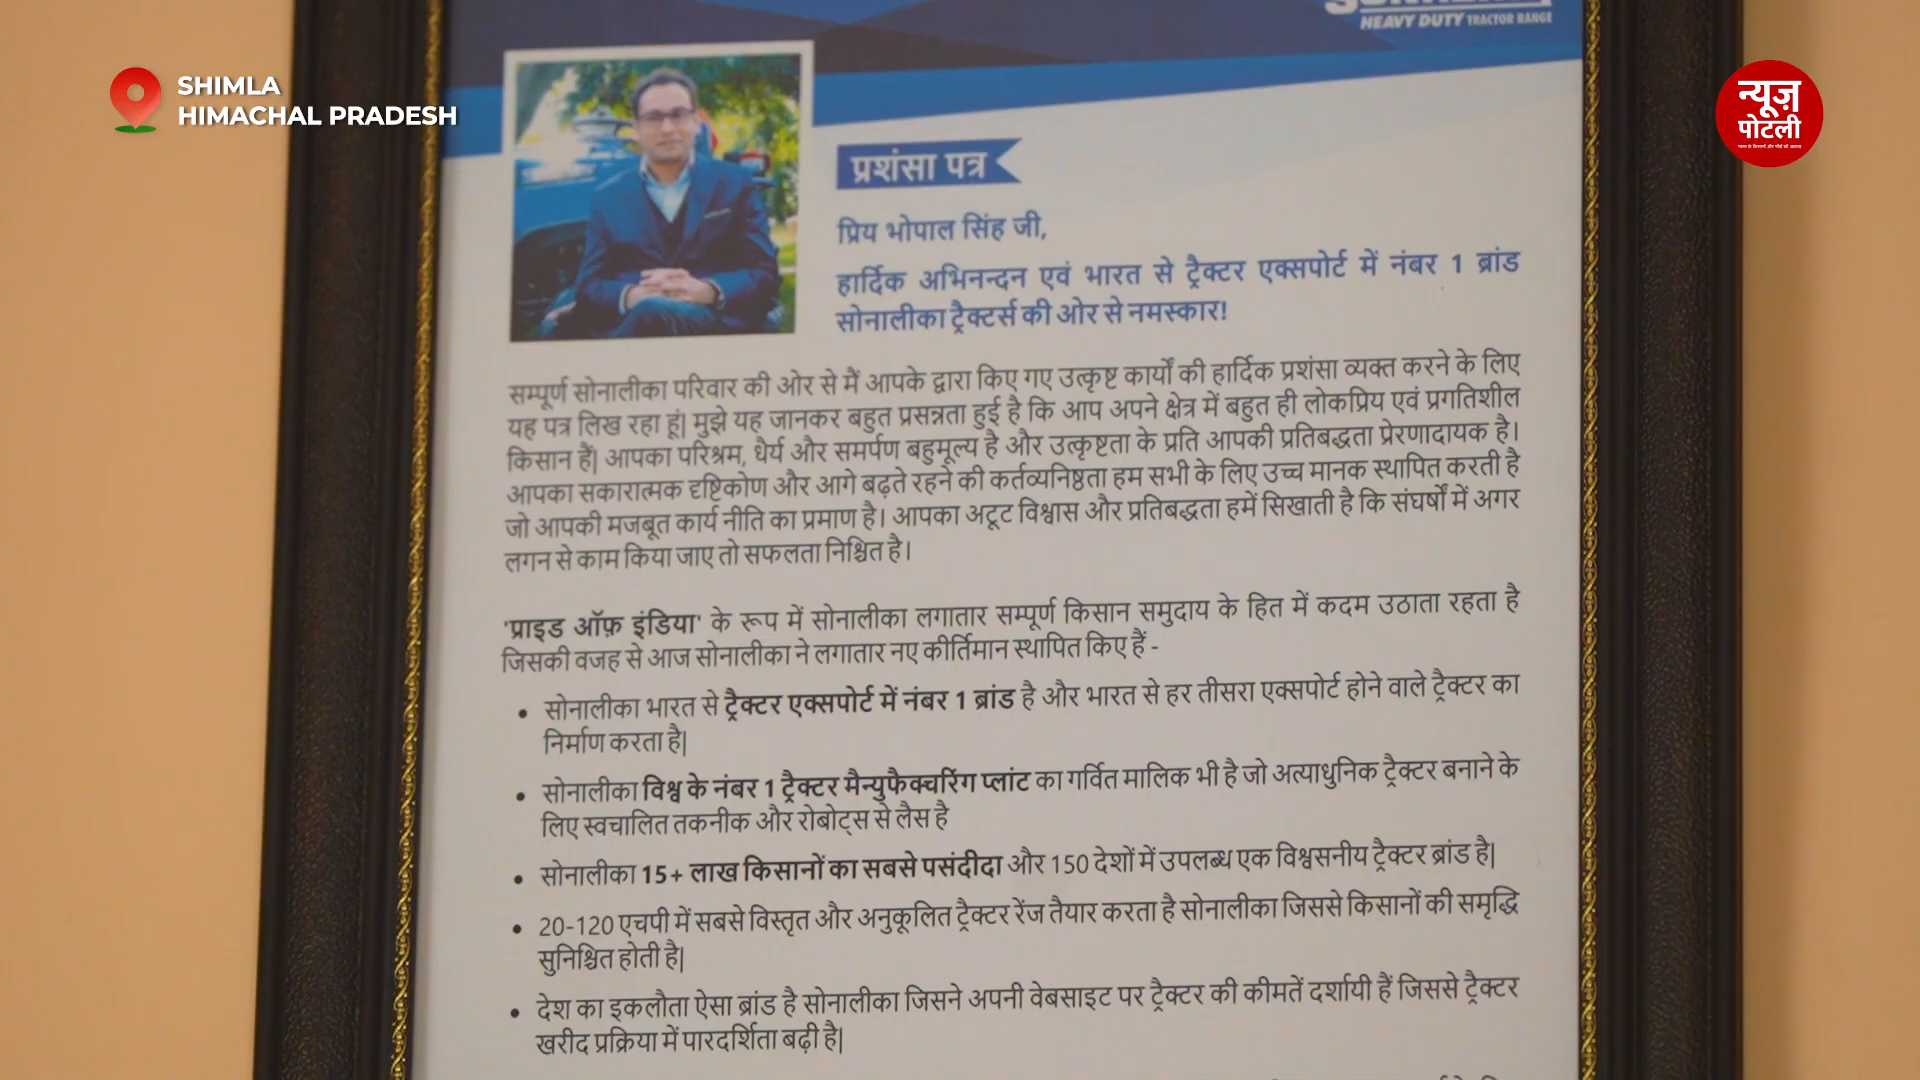 SHIMLA
HIMACHAL PRADESH
न्यूज़
पोटली
HEAVY DUTY TRACTOR RANGE
प्रशंसा पत्र
प्रिय भोपाल सिंह जी,
हार्दिक अभिनन्दन एवं भारत से ट्रैक्टर एक्सपोर्ट में नंबर 1 ब्रांड
सोनालीका ट्रैक्टर्स की ओर से नमस्कार!
सम्पूर्ण सोनालीका परिवार की ओर से मैं आपके द्वारा किए गए उत्कृष्ट कार्यों की हार्दिक प्रशंसा व्यक्त करने के लिए
यह पत्र लिख रहा हूं| मुझे यह जानकर बहुत प्रसन्नता हुई है कि आप अपने क्षेत्र में बहुत ही लोकप्रिय एवं प्रगतिशील
किसान हैं| आपका परिश्रम, धैर्य और समर्पण बहुमूल्य है और उत्कृष्टता के प्रति आपकी प्रतिबद्धता प्रेरणादायक है।
आपका सकारात्मक दृष्टिकोण और आगे बढ़ते रहने की कर्तव्यनिष्ठता हम सभी के लिए उच्च मानक स्थापित करती है
जो आपकी मजबूत कार्य नीति का प्रमाण है। आपका अटूट विश्वास और प्रतिबद्धता हमें सिखाती है कि संघर्षों में अगर
लगन से काम किया जाए तो सफलता निश्चित है।
'प्राइड ऑफ़ इंडिया' के रूप में सोनालीका लगातार सम्पूर्ण किसान समुदाय के हित में कदम उठाता रहता है
जिसकी वजह से आज सोनालीका ने लगातार नए कीर्तिमान स्थापित किए हैं -
• सोनालीका भारत से ट्रैक्टर एक्सपोर्ट में नंबर 1 ब्रांड है और भारत से हर तीसरा एक्सपोर्ट होने वाले ट्रैक्टर का
निर्माण करता है|
• सोनालीका विश्व के नंबर 1 ट्रैक्टर मैन्युफैक्चरिंग प्लांट का गर्वित मालिक भी है जो अत्याधुनिक ट्रैक्टर बनाने के
लिए स्वचालित तकनीक और रोबोट्स से लैस है
• सोनालीका 15+ लाख किसानों का सबसे पसंदीदा और 150 देशों में उपलब्ध एक विश्वसनीय ट्रैक्टर ब्रांड है|
• 20-120 एचपी में सबसे विस्तृत और अनुकूलित ट्रैक्टर रेंज तैयार करता है सोनालीका जिससे किसानों की समृद्धि
सुनिश्चित होती है|
• देश का इकलौता ऐसा ब्रांड है सोनालीका जिसने अपनी वेबसाइट पर ट्रैक्टर की कीमतें दर्शायी हैं जिससे ट्रैक्टर
खरीद प्रक्रिया में पारदर्शिता बढ़ी है|